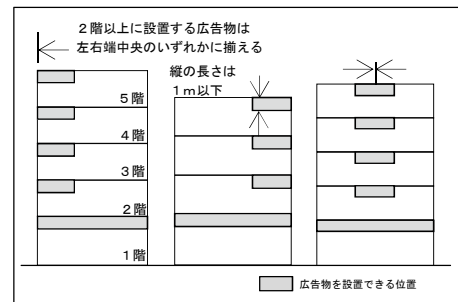 ２階以上に設置する広告物は
左右端中央のいずれかに揃える
縦の長さは
１ｍ以下
５階
４階
３階
２階
１階
広告物を設置できる位置